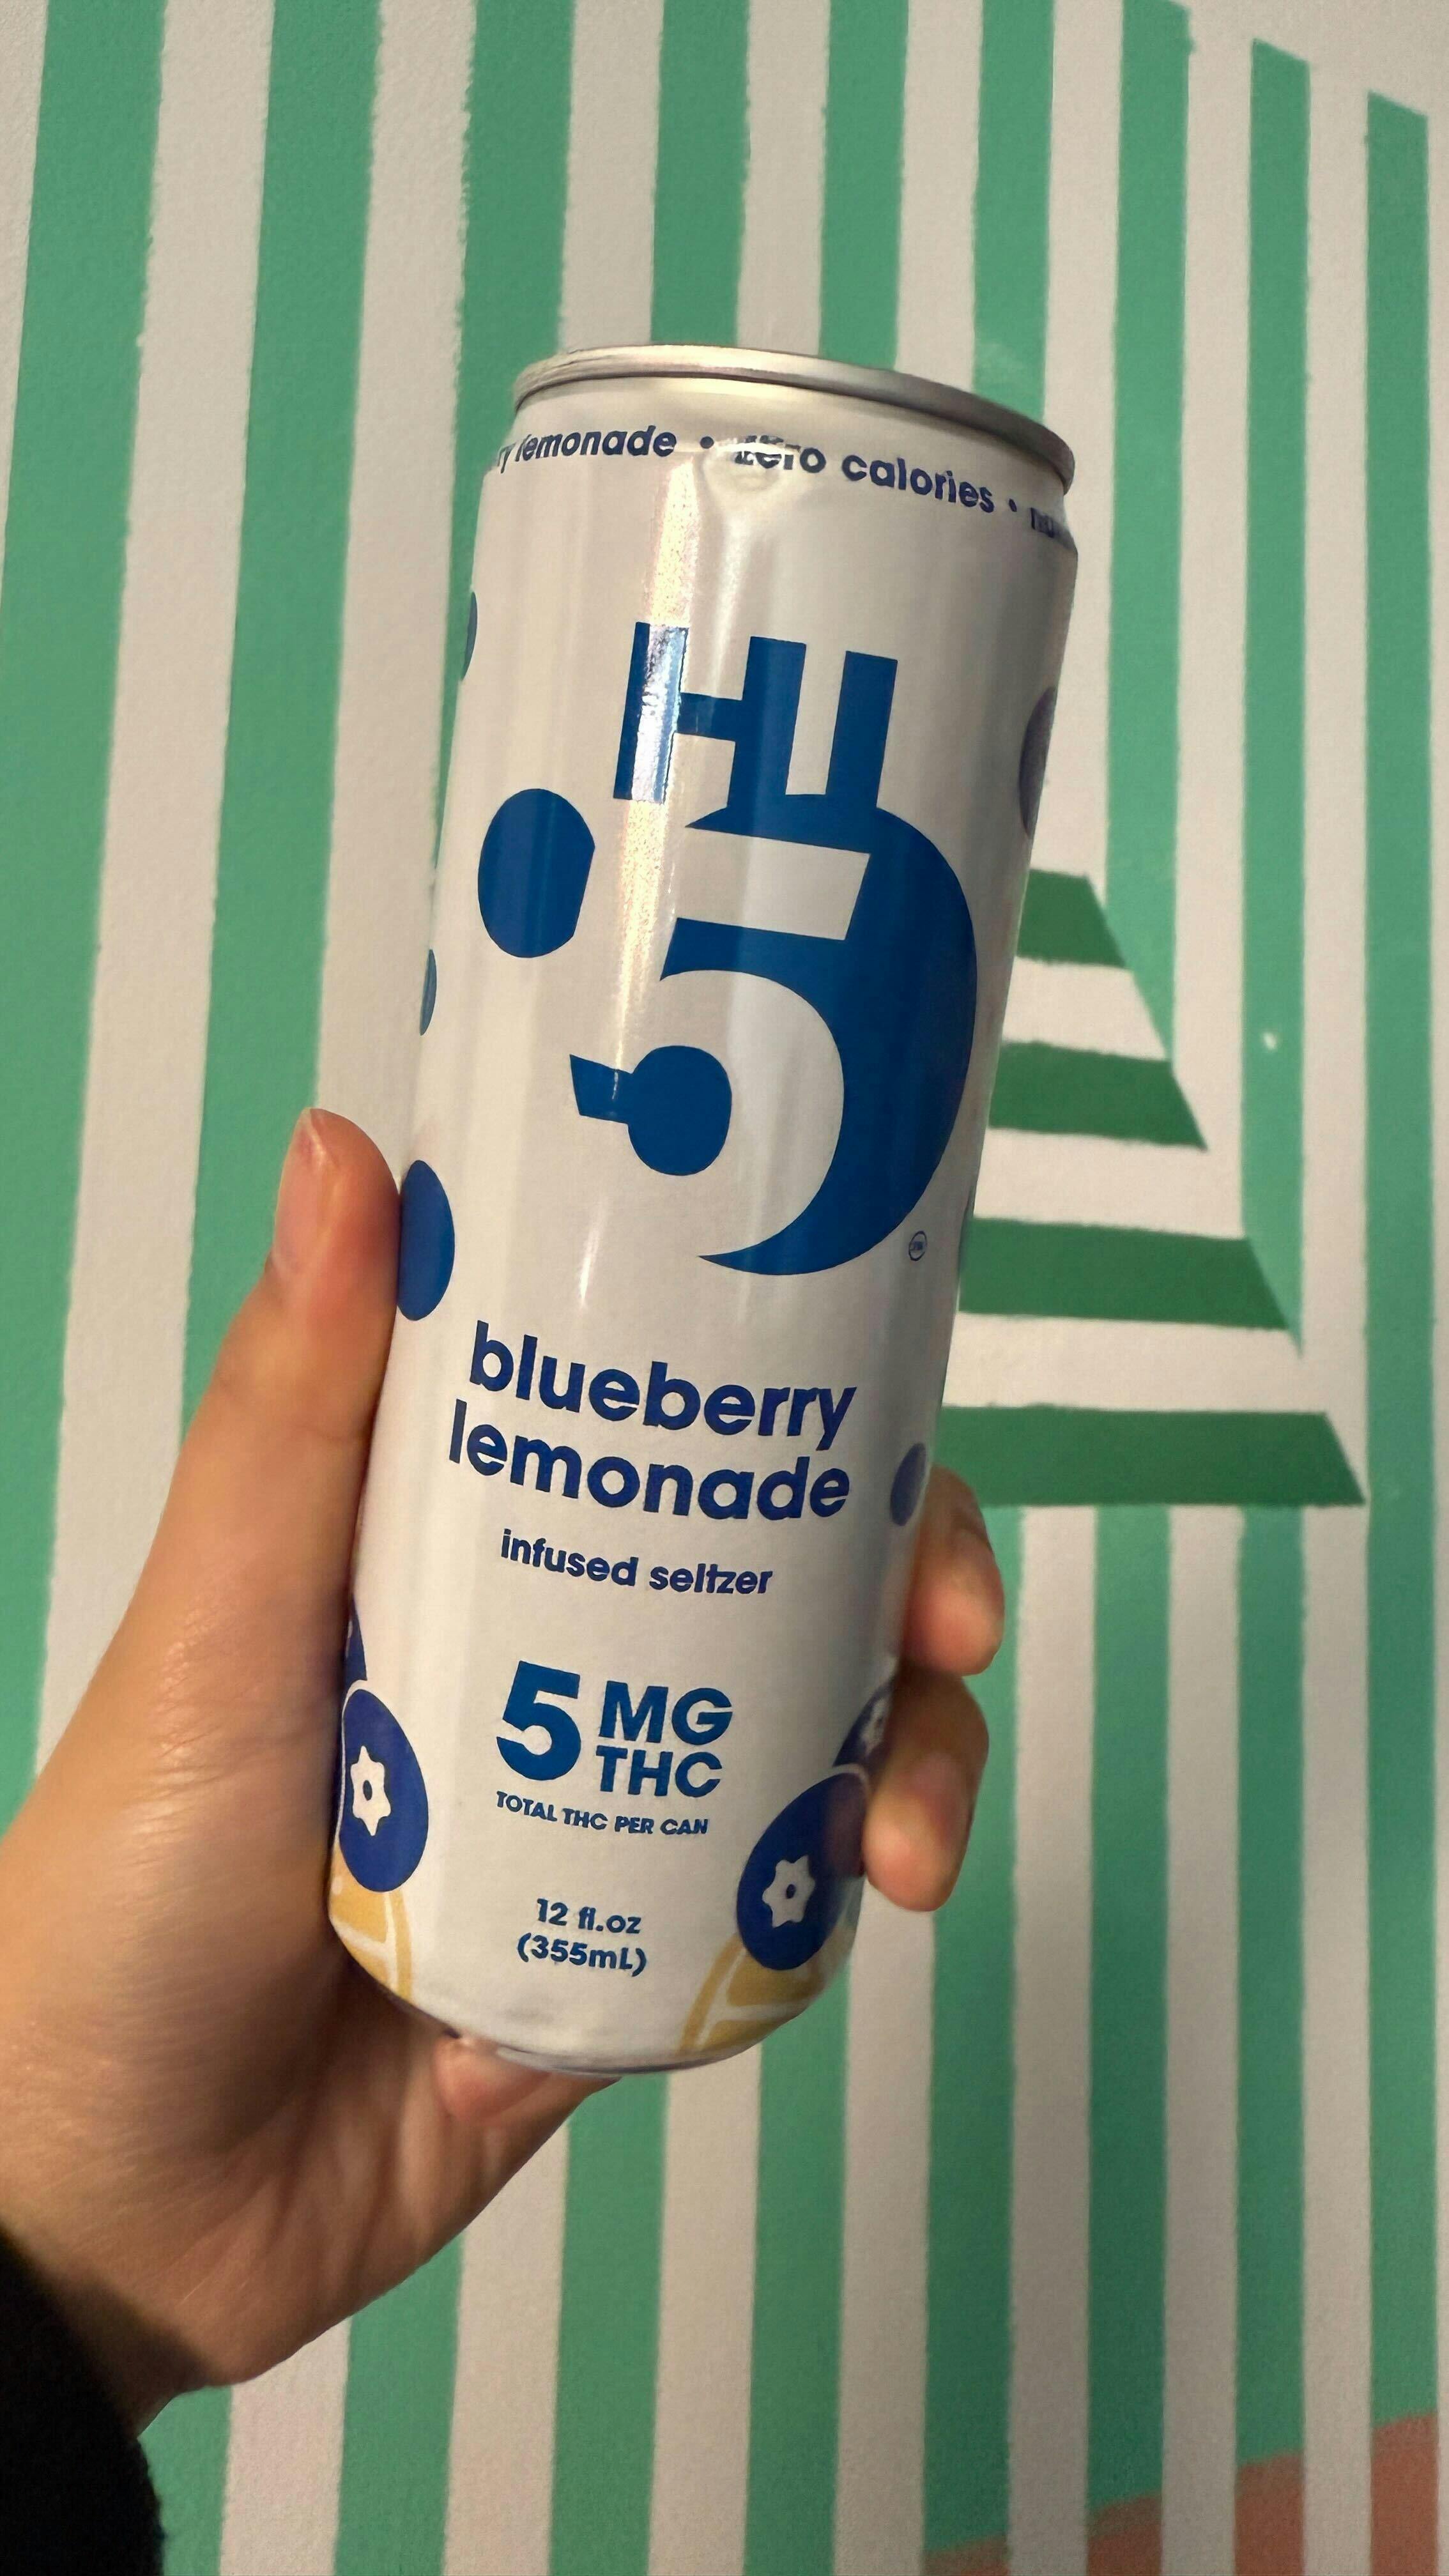 lemonade • zero calories •
HI
5
blueberry
lemonade
infused seltzer
5 MG
THC
TOTAL THC PER CAN
12 fl.oz
(355mL)